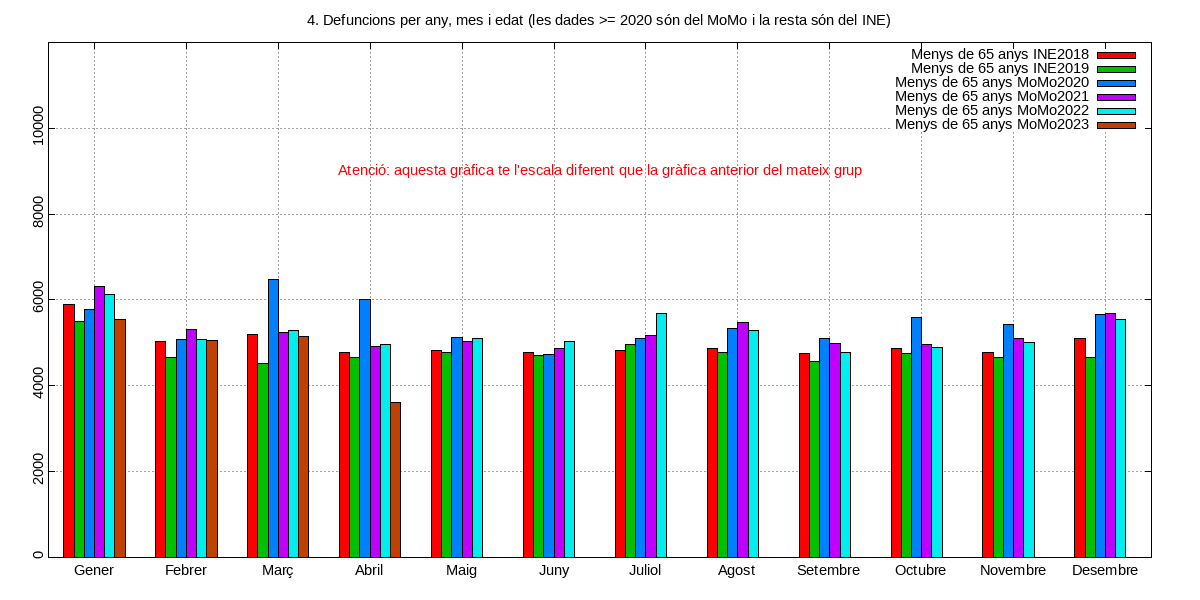 4. Defuncions per any, mes i edat (les dades >= 2020 són del MoMo i la resta són del INE)
Menys de 65 anys INE2018
Menys de 65 anys INE2019
Menys de 65 anys MoMo2020
Menys de 65 anys MoMo2021
Menys de 65 anys MoMo2022
Menys de 65 anys MoMo2023
Atenció: aquesta gràfica te l'escala diferent que la gràfica anterior del mateix grup
10000
8000
6000
4000
2000
0
Gener Febrer Març Abril Maig Juny Juliol Agost Setembre Octubre Novembre Desembre